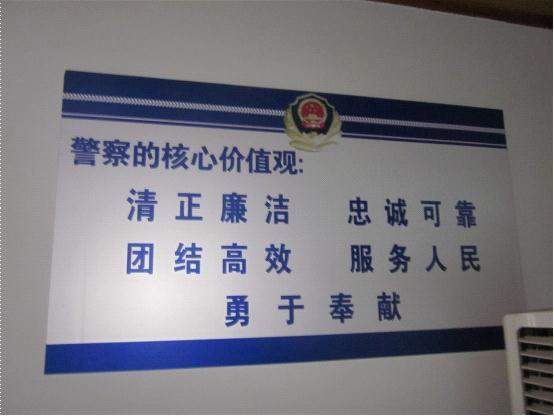 警察的核心价值观:
清正廉洁 忠诚可靠
团结高效 服务人民
勇于奉献